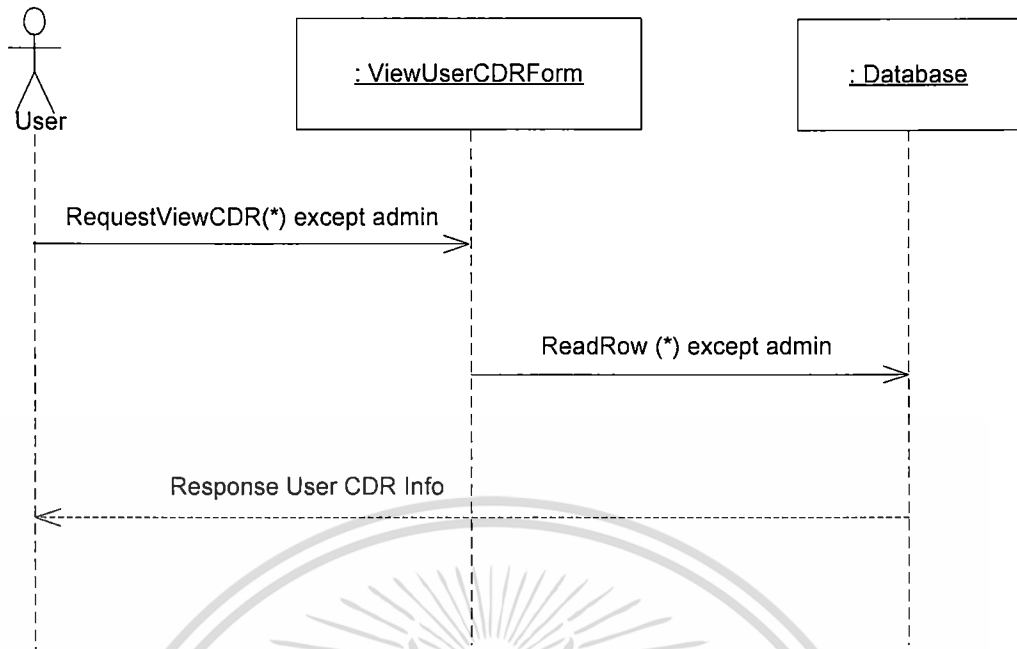 : ViewUserCDRForm
: Database
User
RequestViewCDR(*) except admin
ReadRow (*) except admin
Response User CDR Info